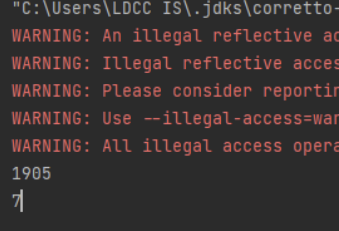 "C:\Users\LDCC IS\.jdks\corretto-
WARNING: An illegal reflective ac
WARNING: Illegal reflective acces
WARNING: Please consider reportin
WARNING: Use --illegal-access=war
WARNING: All illegal access opera
1905
7